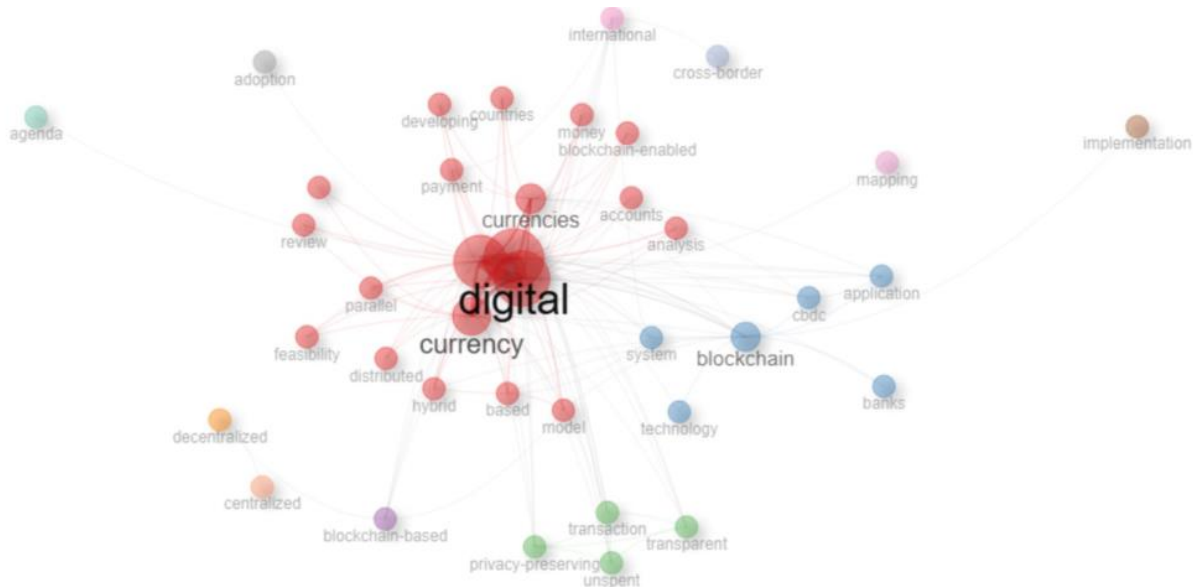 international
cross-border
adoption
agenda
developing
countries
money
blockchain-enabled
implementation
mapping
payment
currencies
accounts
review
analysis
digital
parallel
application
cbdc
currency
feasibility
distributed
system
blockchain
hybrid
based
model
banks
technology
decentralized
centralized
blockchain-based
transaction
transparent
privacy-preserving
unspent